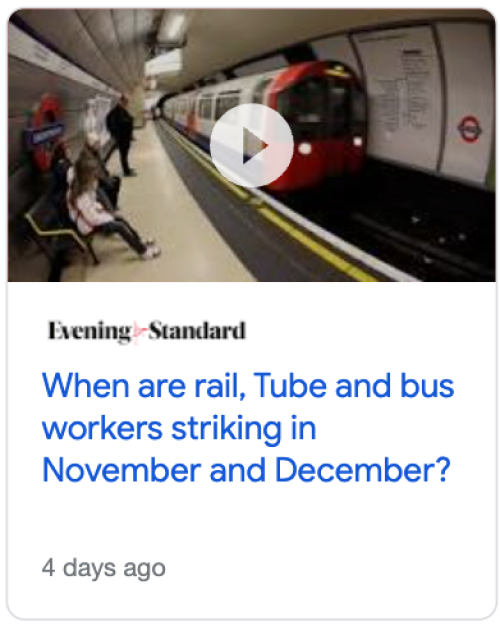 Evening Standard
When are rail, Tube and bus
workers striking in
November and December?
4 days ago